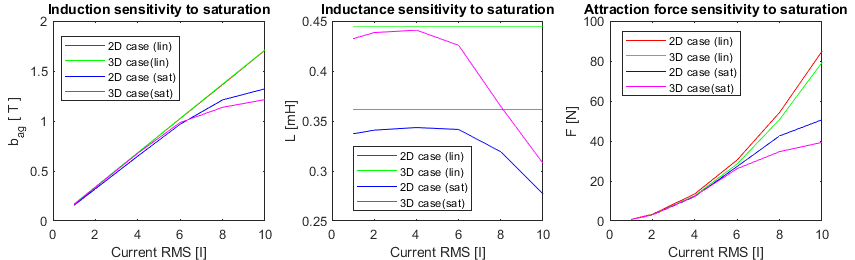 Induction sensitivity to saturation
2
1.5
1
0.5
0
b_ag [ T ]
2D case (lin)
3D case(lin)
2D case (sat)
3D case(sat)
0 2 4 6 8 10
Current RMS [I]
Inductance sensitivity to saturation
0.45
0.4
0.35
0.3
0.25
L [mH]
2D case (lin)
3D case (lin)
2D case (sat)
3D case(sat)
0 2 4 6 8 10
Current RMS [I]
Attraction force sensitivity to saturation
100
80
60
40
20
0
F [N]
2D case (lin)
3D case (lin)
2D case (sat)
3D case(sat)
0 2 4 6 8 10
Current RMS [I]